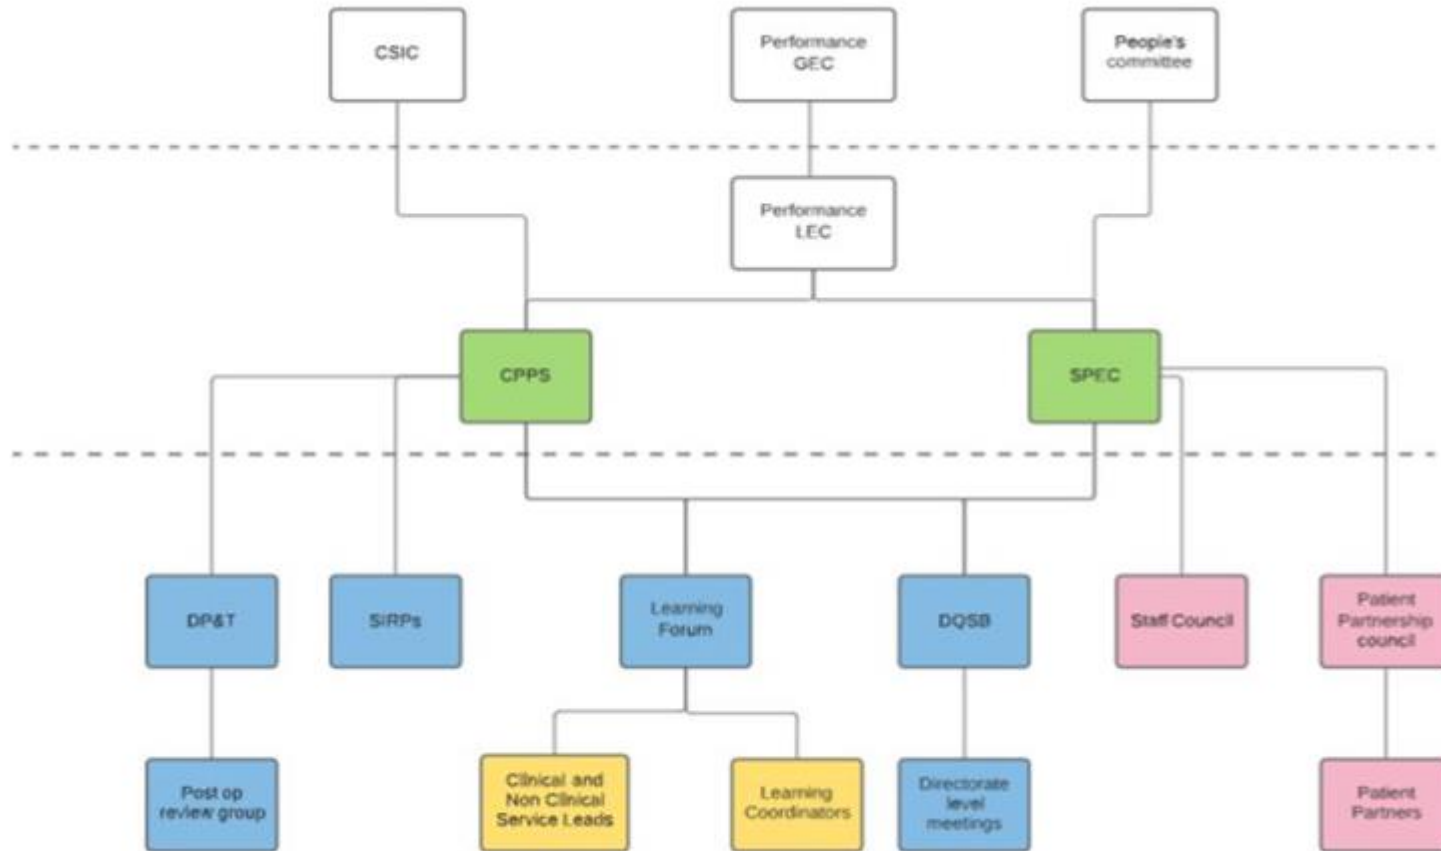 CSIC
Performance
GEC
People's
committee
Performance
LEC
CPPS
SPEC
DP&T
SIRPs
Learning
Forum
DQSB
Staff Council
Patient
Partnership
council
Post op
review group
Clinical and
Non Clinical
Service Leads
Learning
Coordinators
Directorate
level
meetings
Patient
Partners